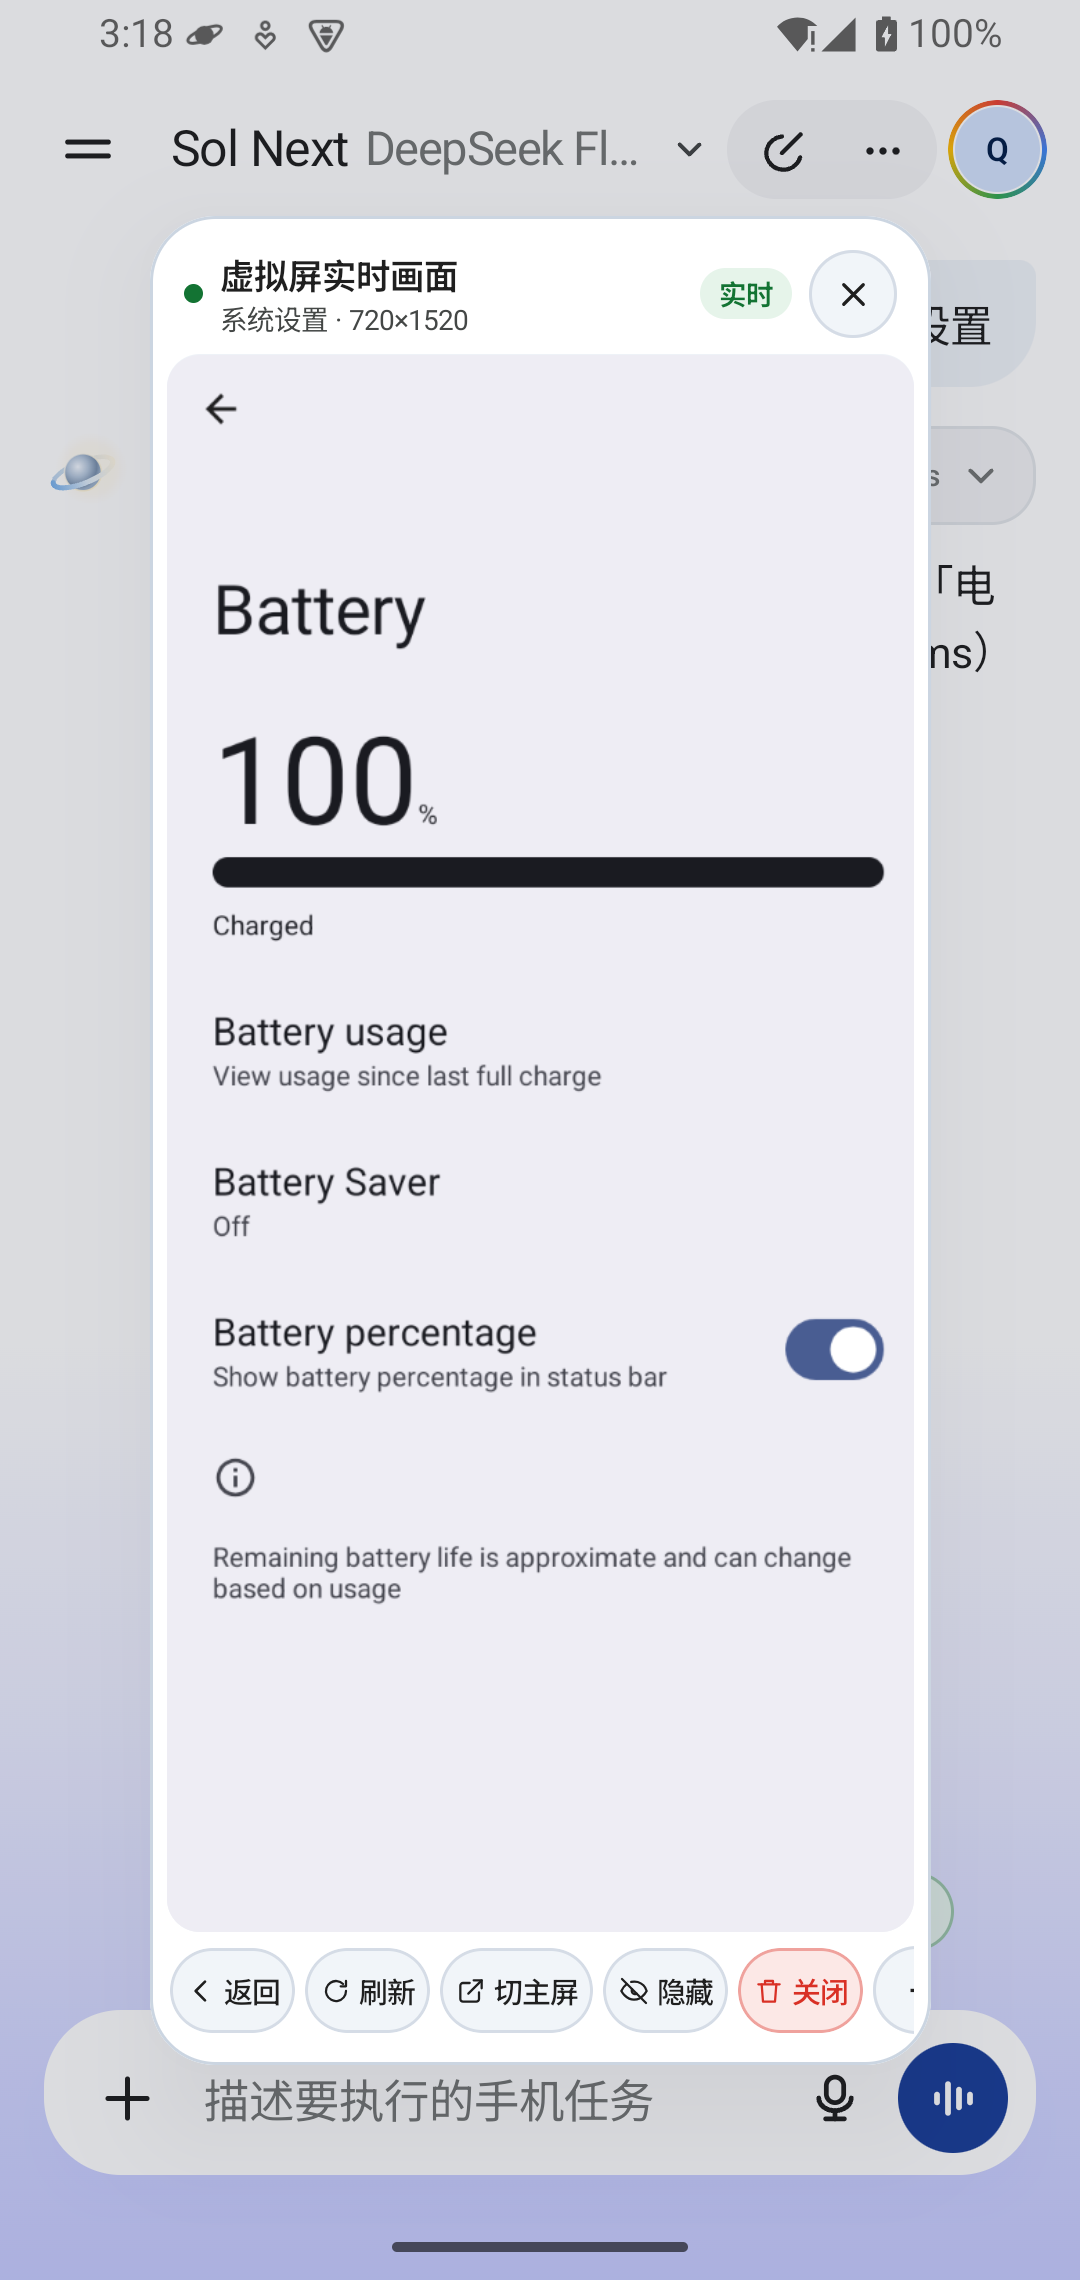 3:18
100%
Sol Next DeepSeek Fl...
Q
虚拟屏实时画面
系统设置 · 720×1520
实时
设置
s
「电
ms）
Battery
100%
Charged
Battery usage
View usage since last full charge
Battery Saver
Off
Battery percentage
Show battery percentage in status bar
Remaining battery life is approximate and can change
based on usage
返回
刷新
切主屏
隐藏
关闭
描述要执行的手机任务